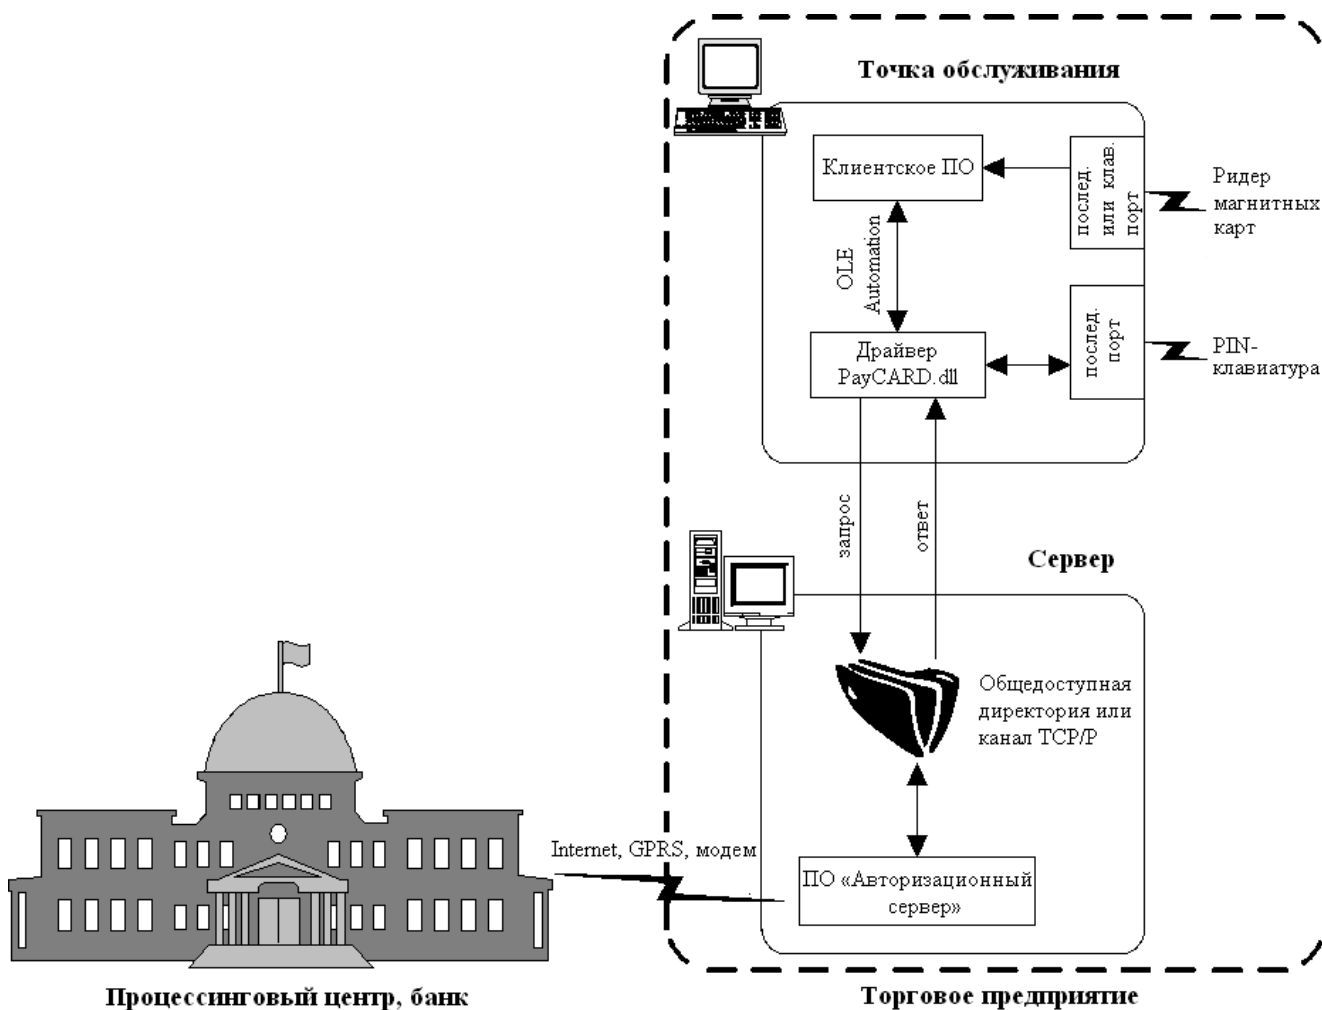 Точка обслуживания
Клиентское ПО
послед.
или клав.
порт
Ридер
магнитных
карт
OLE
Automation
Драйвер
PayCARD.dll
послед.
порт
PIN-
клавиатура
запрос
ответ
Сервер
Общедоступная
директория или
канал TCP/P
Internet, GPRS, модем
ПО «Авторизационный
сервер»
Процессинговый центр, банк
Торговое предприятие